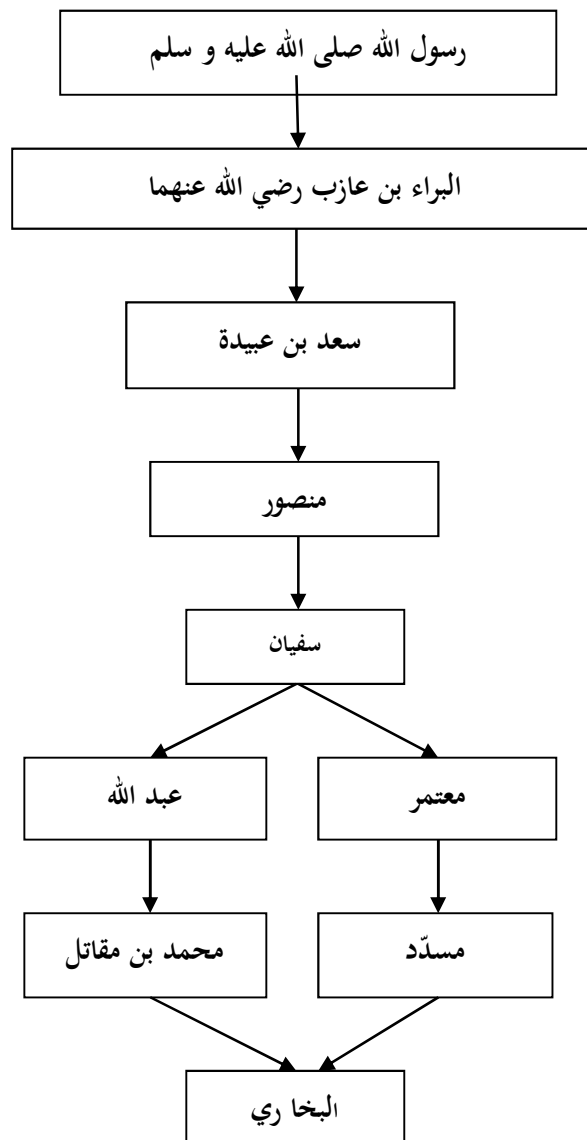 رسول الله صلى الله عليه و سلم
البراء بن عازب رضي الله عنهما
سعد بن عبيدة
منصور
سفيان
معتمر
عبد الله
مسدّد
محمد بن مقاتل
البخا ري